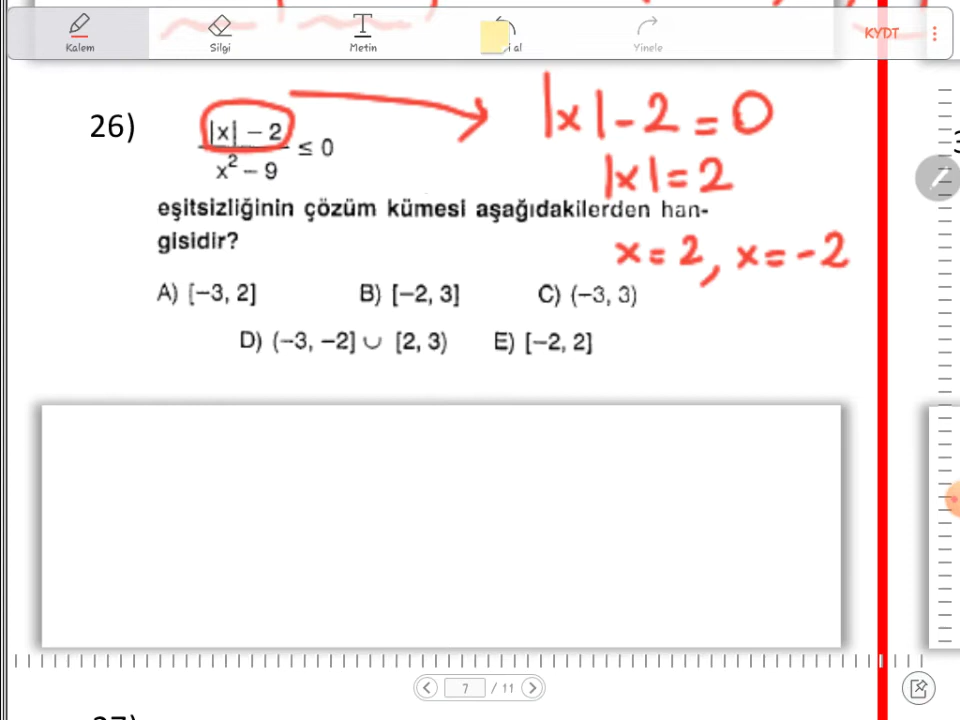 Kalem Silgi Metin al Yinele KYDT
26) |x| − 2 / x² − 9 ≤ 0
|x| - 2 = 0
|x| = 2
eşitsizliğinin çözüm kümesi aşağıdakilerden han-
gisidir?
x = 2, x = -2
A) [−3, 2] B) [−2, 3] C) (−3, 3)
D) (−3, −2] ∪ [2, 3) E) [−2, 2]
7 / 11